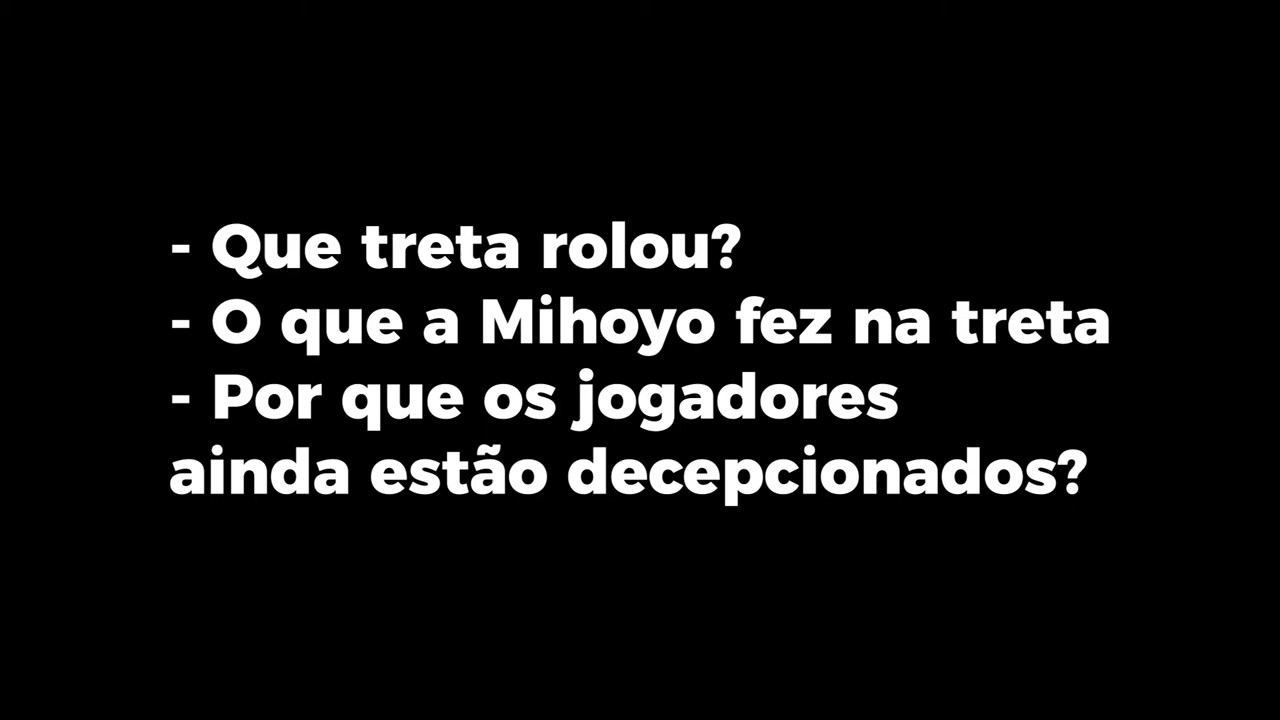 - Que treta rolou?
- O que a Mihoyo fez na treta
- Por que os jogadores
ainda estão decepcionados?